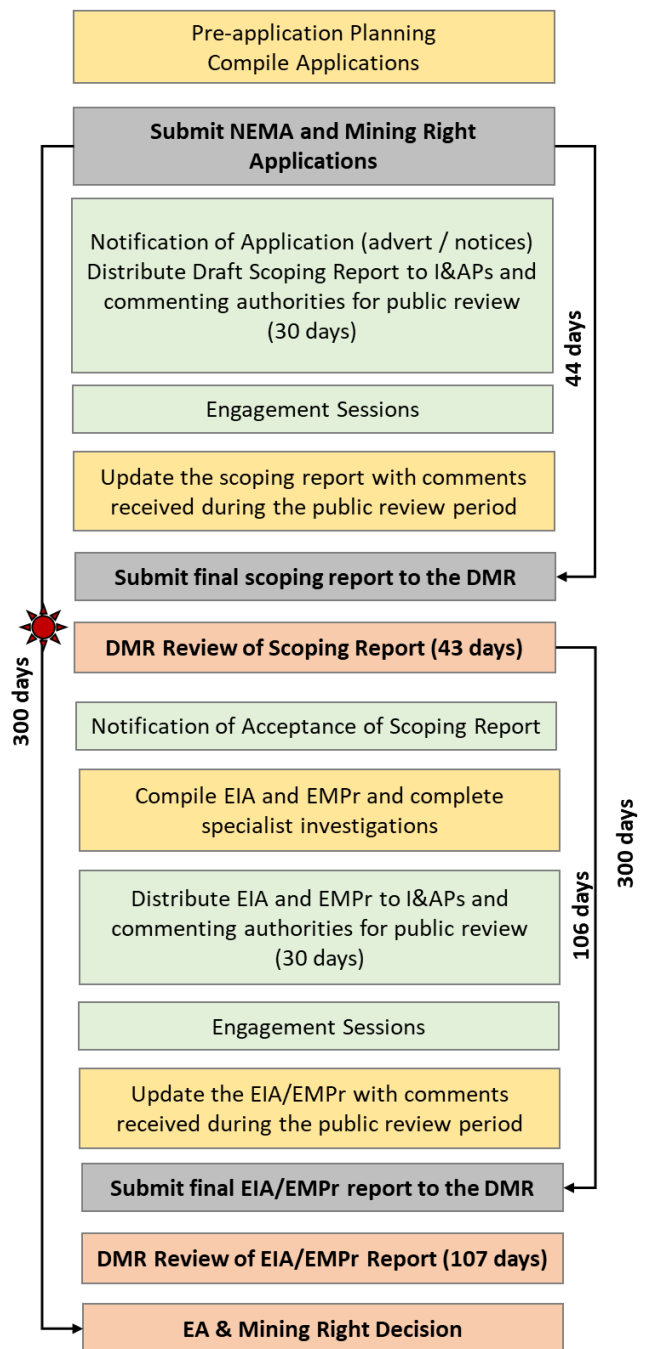 Pre-application Planning
Compile Applications
Submit NEMA and Mining Right
Applications
Notification of Application (advert / notices)
Distribute Draft Scoping Report to I&APs and
commenting authorities for public review
(30 days)
44 days
Engagement Sessions
Update the scoping report with comments
received during the public review period
Submit final scoping report to the DMR
DMR Review of Scoping Report (43 days)
300 days
Notification of Acceptance of Scoping Report
Compile EIA and EMPr and complete
specialist investigations
300 days
Distribute EIA and EMPr to I&APs and
commenting authorities for public review
(30 days)
106 days
Engagement Sessions
Update the EIA/EMPr with comments
received during the public review period
Submit final EIA/EMPr report to the DMR
DMR Review of EIA/EMPr Report (107 days)
EA & Mining Right Decision